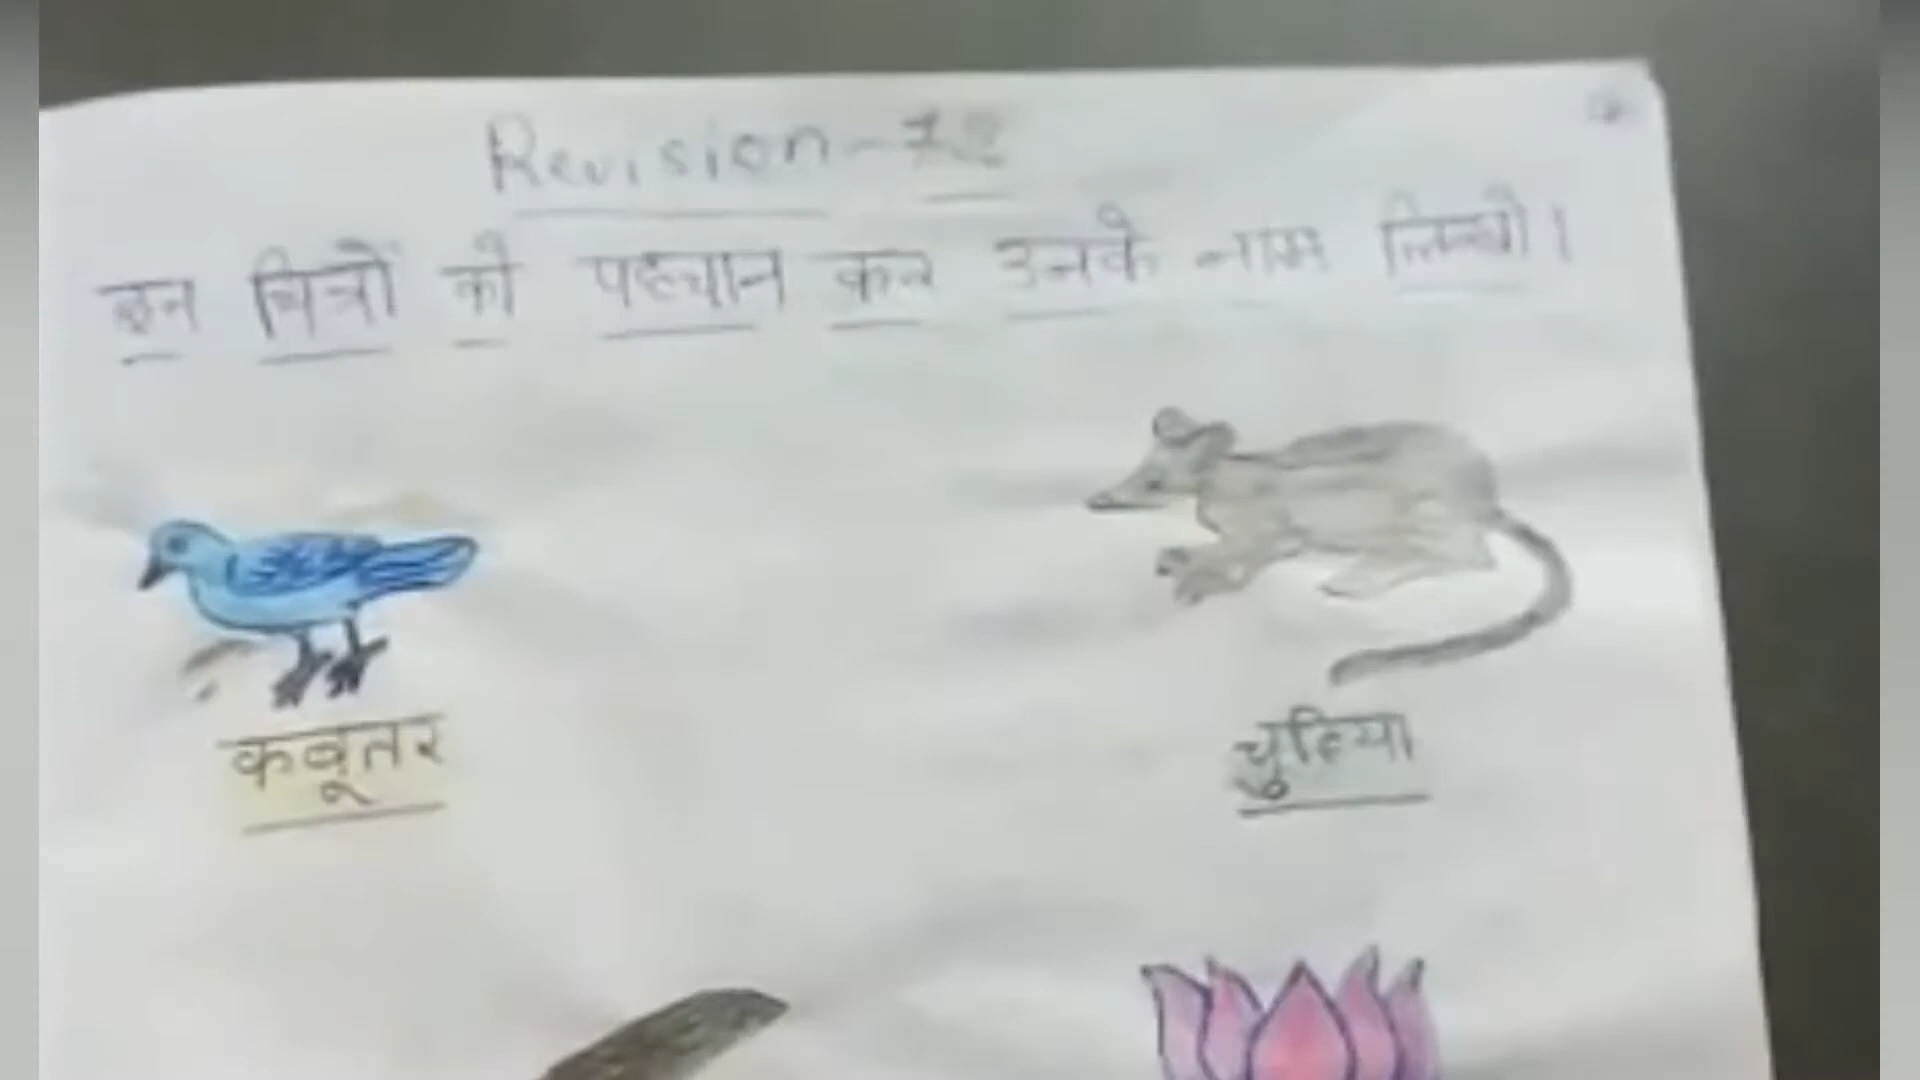 Revision-
इन चित्रों को पहचान कर उनके नाम लिखो।
कबूतर
चुहिया